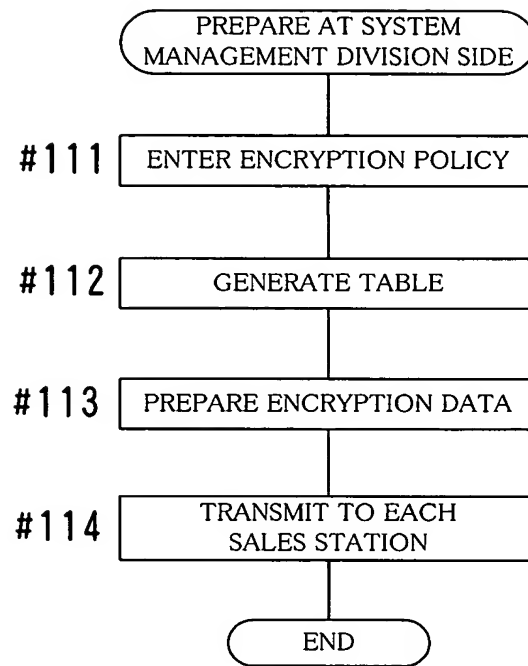 PREPARE AT SYSTEM
MANAGEMENT DIVISION SIDE
#111 ENTER ENCRYPTION POLICY
#112 GENERATE TABLE
#113 PREPARE ENCRYPTION DATA
#114 TRANSMIT TO EACH
SALES STATION
END